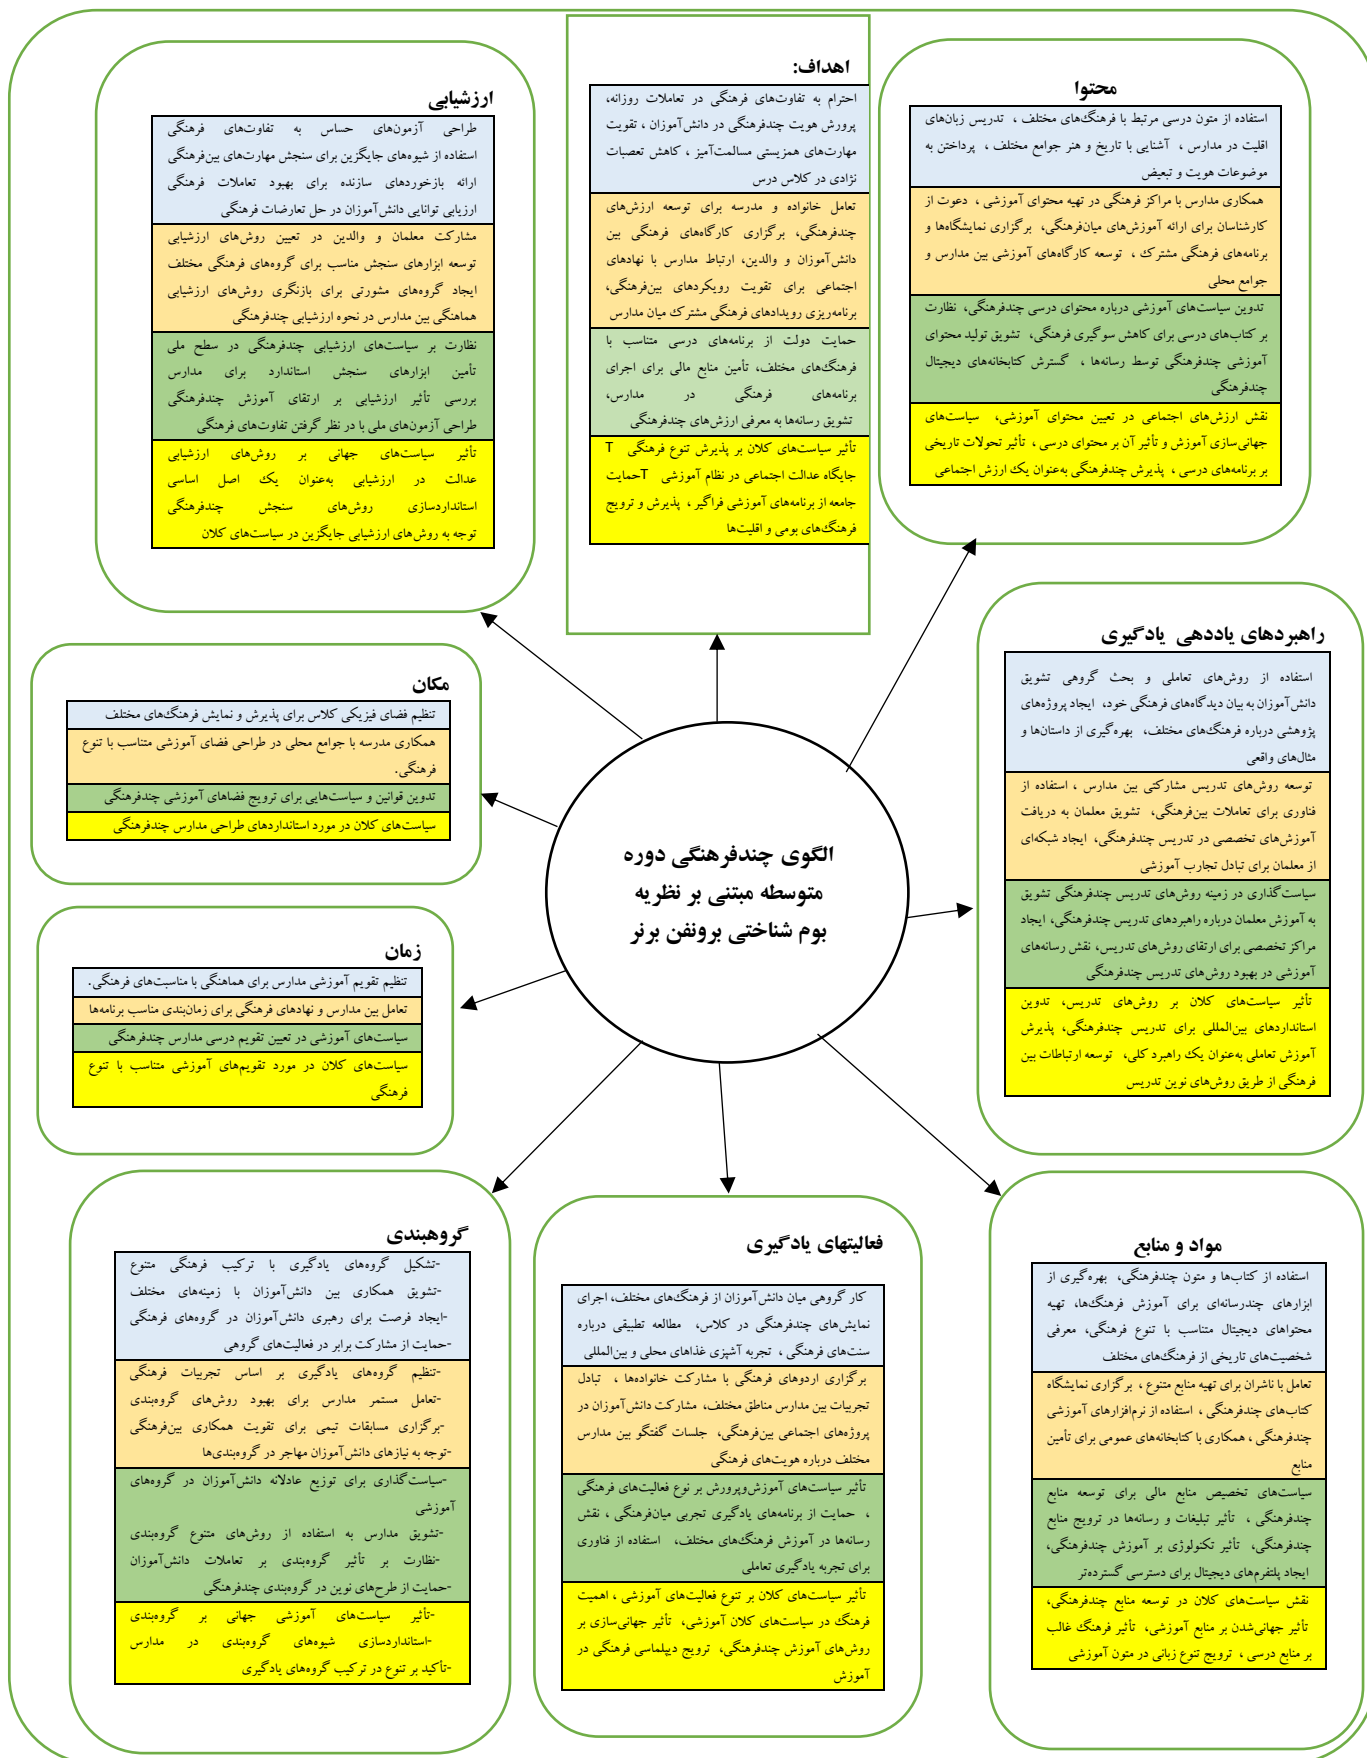 اهداف:
احترام به تفاوت‌های فرهنگی در تعاملات روزانه،
پرورش هویت چندفرهنگی در دانش‌آموزان ، تقویت
مهارت‌های همزیستی مسالمت‌آمیز ، کاهش تعصبات
نژادی در کلاس درس
تعامل خانواده و مدرسه برای توسعه ارزش‌های
چندفرهنگی، برگزاری کارگاه‌های فرهنگی بین
دانش‌آموزان و والدین، ارتباط مدارس با نهادهای
اجتماعی برای تقویت رویکردهای بین‌فرهنگی،
برنامه‌ریزی رویدادهای فرهنگی مشترک میان مدارس
حمایت دولت از برنامه‌های درسی متناسب با
فرهنگ‌های مختلف، تأمین منابع مالی برای اجرای
برنامه‌های فرهنگی در مدارس،
تشویق رسانه‌ها به معرفی ارزش‌های چندفرهنگی
تأثیر سیاست‌های کلان بر پذیرش تنوع فرهنگی T
جایگاه عدالت اجتماعی در نظام آموزشی Tحمایت
جامعه از برنامه‌های آموزشی فراگیر ، پذیرش و ترویج
فرهنگ‌های بومی و اقلیت‌ها
محتوا
استفاده از متون درسی مرتبط با فرهنگ‌های مختلف ، تدریس زبان‌های
اقلیت در مدارس ، آشنایی با تاریخ و هنر جوامع مختلف ، پرداختن به
موضوعات هویت و تبعیض
همکاری مدارس با مراکز فرهنگی در تهیه محتوای آموزشی ، دعوت از
کارشناسان برای ارائه آموزش‌های میان‌فرهنگی، برگزاری نمایشگاه‌ها و
برنامه‌های فرهنگی مشترک ، توسعه کارگاه‌های آموزشی بین مدارس و
جوامع محلی
تدوین سیاست‌های آموزشی درباره محتوای درسی چندفرهنگی، نظارت
بر کتاب‌های درسی برای کاهش سوگیری فرهنگی، تشویق تولید محتوای
آموزشی چندفرهنگی توسط رسانه‌ها ، گسترش کتابخانه‌های دیجیتال
چندفرهنگی
نقش ارزش‌های اجتماعی در تعیین محتوای آموزشی، سیاست‌های
جهانی‌سازی آموزش و تأثیر آن بر محتوای درسی ، تأثیر تحولات تاریخی
بر برنامه‌های درسی ، پذیرش چندفرهنگی به‌عنوان یک ارزش اجتماعی
ارزشیابی
طراحی آزمون‌های حساس به تفاوت‌های فرهنگی
استفاده از شیوه‌های جایگزین برای سنجش مهارت‌های بین‌فرهنگی
ارائه بازخوردهای سازنده برای بهبود تعاملات فرهنگی
ارزیابی توانایی دانش‌آموزان در حل تعارضات فرهنگی
مشارکت معلمان و والدین در تعیین روش‌های ارزشیابی
توسعه ابزارهای سنجش مناسب برای گروه‌های فرهنگی مختلف
ایجاد گروه‌های مشورتی برای بازنگری روش‌های ارزشیابی
هماهنگی بین مدارس در نحوه ارزشیابی چندفرهنگی
نظارت بر سیاست‌های ارزشیابی چندفرهنگی در سطح ملی
تأمین ابزارهای سنجش استاندارد برای مدارس
بررسی تأثیر ارزشیابی بر ارتقای آموزش چندفرهنگی
طراحی آزمون‌های ملی با در نظر گرفتن تفاوت‌های فرهنگی
تأثیر سیاست‌های جهانی بر روش‌های ارزشیابی
عدالت در ارزشیابی به‌عنوان یک اصل اساسی
استانداردسازی روش‌های سنجش چندفرهنگی
توجه به روش‌های ارزشیابی جایگزین در سیاست‌های کلان
راهبردهای یاددهی یادگیری
استفاده از روش‌های تعاملی و بحث گروهی تشویق
دانش‌آموزان به بیان دیدگاه‌های فرهنگی خود، ایجاد پروژه‌های
پژوهشی درباره فرهنگ‌های مختلف، بهره‌گیری از داستان‌ها و
مثال‌های واقعی
توسعه روش‌های تدریس مشارکتی بین مدارس ، استفاده از
فناوری برای تعاملات بین‌فرهنگی، تشویق معلمان به دریافت
آموزش‌های تخصصی در تدریس چندفرهنگی، ایجاد شبکه‌ای
از معلمان برای تبادل تجارب آموزشی
سیاست‌گذاری در زمینه روش‌های تدریس چندفرهنگی تشویق
به آموزش معلمان درباره راهبردهای تدریس چندفرهنگی، ایجاد
مراکز تخصصی برای ارتقای روش‌های تدریس، نقش رسانه‌های
آموزشی در بهبود روش‌های تدریس چندفرهنگی
تأثیر سیاست‌های کلان بر روش‌های تدریس، تدوین
استانداردهای بین‌المللی برای تدریس چندفرهنگی، پذیرش
آموزش تعاملی به‌عنوان یک راهبرد کلی، توسعه ارتباطات بین
فرهنگی از طریق روش‌های نوین تدریس
مکان
تنظیم فضای فیزیکی کلاس برای پذیرش و نمایش فرهنگ‌های مختلف
همکاری مدرسه با جوامع محلی در طراحی فضای آموزشی متناسب با تنوع
فرهنگی.
تدوین قوانین و سیاست‌هایی برای ترویج فضاهای آموزشی چندفرهنگی
سیاست‌های کلان در مورد استانداردهای طراحی مدارس چندفرهنگی
الگوی چندفرهنگی دوره
متوسطه مبتنی بر نظریه
بوم شناختی برونفن برنر
زمان
تنظیم تقویم آموزشی مدارس برای هماهنگی با مناسبت‌های فرهنگی.
تعامل بین مدارس و نهادهای فرهنگی برای زمان‌بندی مناسب برنامه‌ها
سیاست‌های آموزشی در تعیین تقویم درسی مدارس چندفرهنگی
سیاست‌های کلان در مورد تقویم‌های آموزشی متناسب با تنوع
فرهنگی
مواد و منابع
استفاده از کتاب‌ها و متون چندفرهنگی، بهره‌گیری از
ابزارهای چندرسانه‌ای برای آموزش فرهنگ‌ها، تهیه
محتواهای دیجیتال متناسب با تنوع فرهنگی، معرفی
شخصیت‌های تاریخی از فرهنگ‌های مختلف
تعامل با ناشران برای تهیه منابع متنوع ، برگزاری نمایشگاه
کتاب‌های چندفرهنگی ، استفاده از نرم‌افزارهای آموزشی
چندفرهنگی ، همکاری با کتابخانه‌های عمومی برای تأمین
منابع
سیاست‌های تخصیص منابع مالی برای توسعه منابع
چندفرهنگی ، تأثیر تبلیغات و رسانه‌ها در ترویج منابع
چندفرهنگی، تأثیر تکنولوژی بر آموزش چندفرهنگی،
ایجاد پلتفرم‌های دیجیتال برای دسترسی گسترده‌تر
نقش سیاست‌های کلان در توسعه منابع چندفرهنگی،
تأثیر جهانی‌شدن بر منابع آموزشی، تأثیر فرهنگ غالب
بر منابع درسی ، ترویج تنوع زبانی در متون آموزشی
فعالیتهای یادگیری
کار گروهی میان دانش‌آموزان از فرهنگ‌های مختلف، اجرای
نمایش‌های چندفرهنگی در کلاس، مطالعه تطبیقی درباره
سنت‌های فرهنگی ، تجربه آشپزی غذاهای محلی و بین‌المللی
برگزاری اردوهای فرهنگی با مشارکت خانواده‌ها ، تبادل
تجربیات بین مدارس مناطق مختلف، مشارکت دانش‌آموزان در
پروژه‌های اجتماعی بین‌فرهنگی، جلسات گفتگو بین مدارس
مختلف درباره هویت‌های فرهنگی
تأثیر سیاست‌های آموزش‌وپرورش بر نوع فعالیت‌های فرهنگی
، حمایت از برنامه‌های یادگیری تجربی میان‌فرهنگی ، نقش
رسانه‌ها در آموزش فرهنگ‌های مختلف، استفاده از فناوری
برای تجربه یادگیری تعاملی
تأثیر سیاست‌های کلان بر تنوع فعالیت‌های آموزشی ، اهمیت
فرهنگ در سیاست‌های کلان آموزشی، تأثیر جهانی‌سازی بر
روش‌های آموزش چندفرهنگی، ترویج دیپلماسی فرهنگی در
آموزش
گروهبندی
-تشکیل گروه‌های یادگیری با ترکیب فرهنگی متنوع
-تشویق همکاری بین دانش‌آموزان با زمینه‌های مختلف
-ایجاد فرصت برای رهبری دانش‌آموزان در گروه‌های فرهنگی
-حمایت از مشارکت برابر در فعالیت‌های گروهی
-تنظیم گروه‌های یادگیری بر اساس تجربیات فرهنگی
-تعامل مستمر مدارس برای بهبود روش‌های گروه‌بندی
-برگزاری مسابقات تیمی برای تقویت همکاری بین‌فرهنگی
-توجه به نیازهای دانش‌آموزان مهاجر در گروه‌بندی‌ها
-سیاست‌گذاری برای توزیع عادلانه دانش‌آموزان در گروه‌های
آموزشی
-تشویق مدارس به استفاده از روش‌های متنوع گروه‌بندی
-نظارت بر تأثیر گروه‌بندی بر تعاملات دانش‌آموزان
-حمایت از طرح‌های نوین در گروه‌بندی چندفرهنگی
-تأثیر سیاست‌های آموزشی جهانی بر گروه‌بندی
-استانداردسازی شیوه‌های گروه‌بندی در مدارس
-تأکید بر تنوع در ترکیب گروه‌های یادگیری